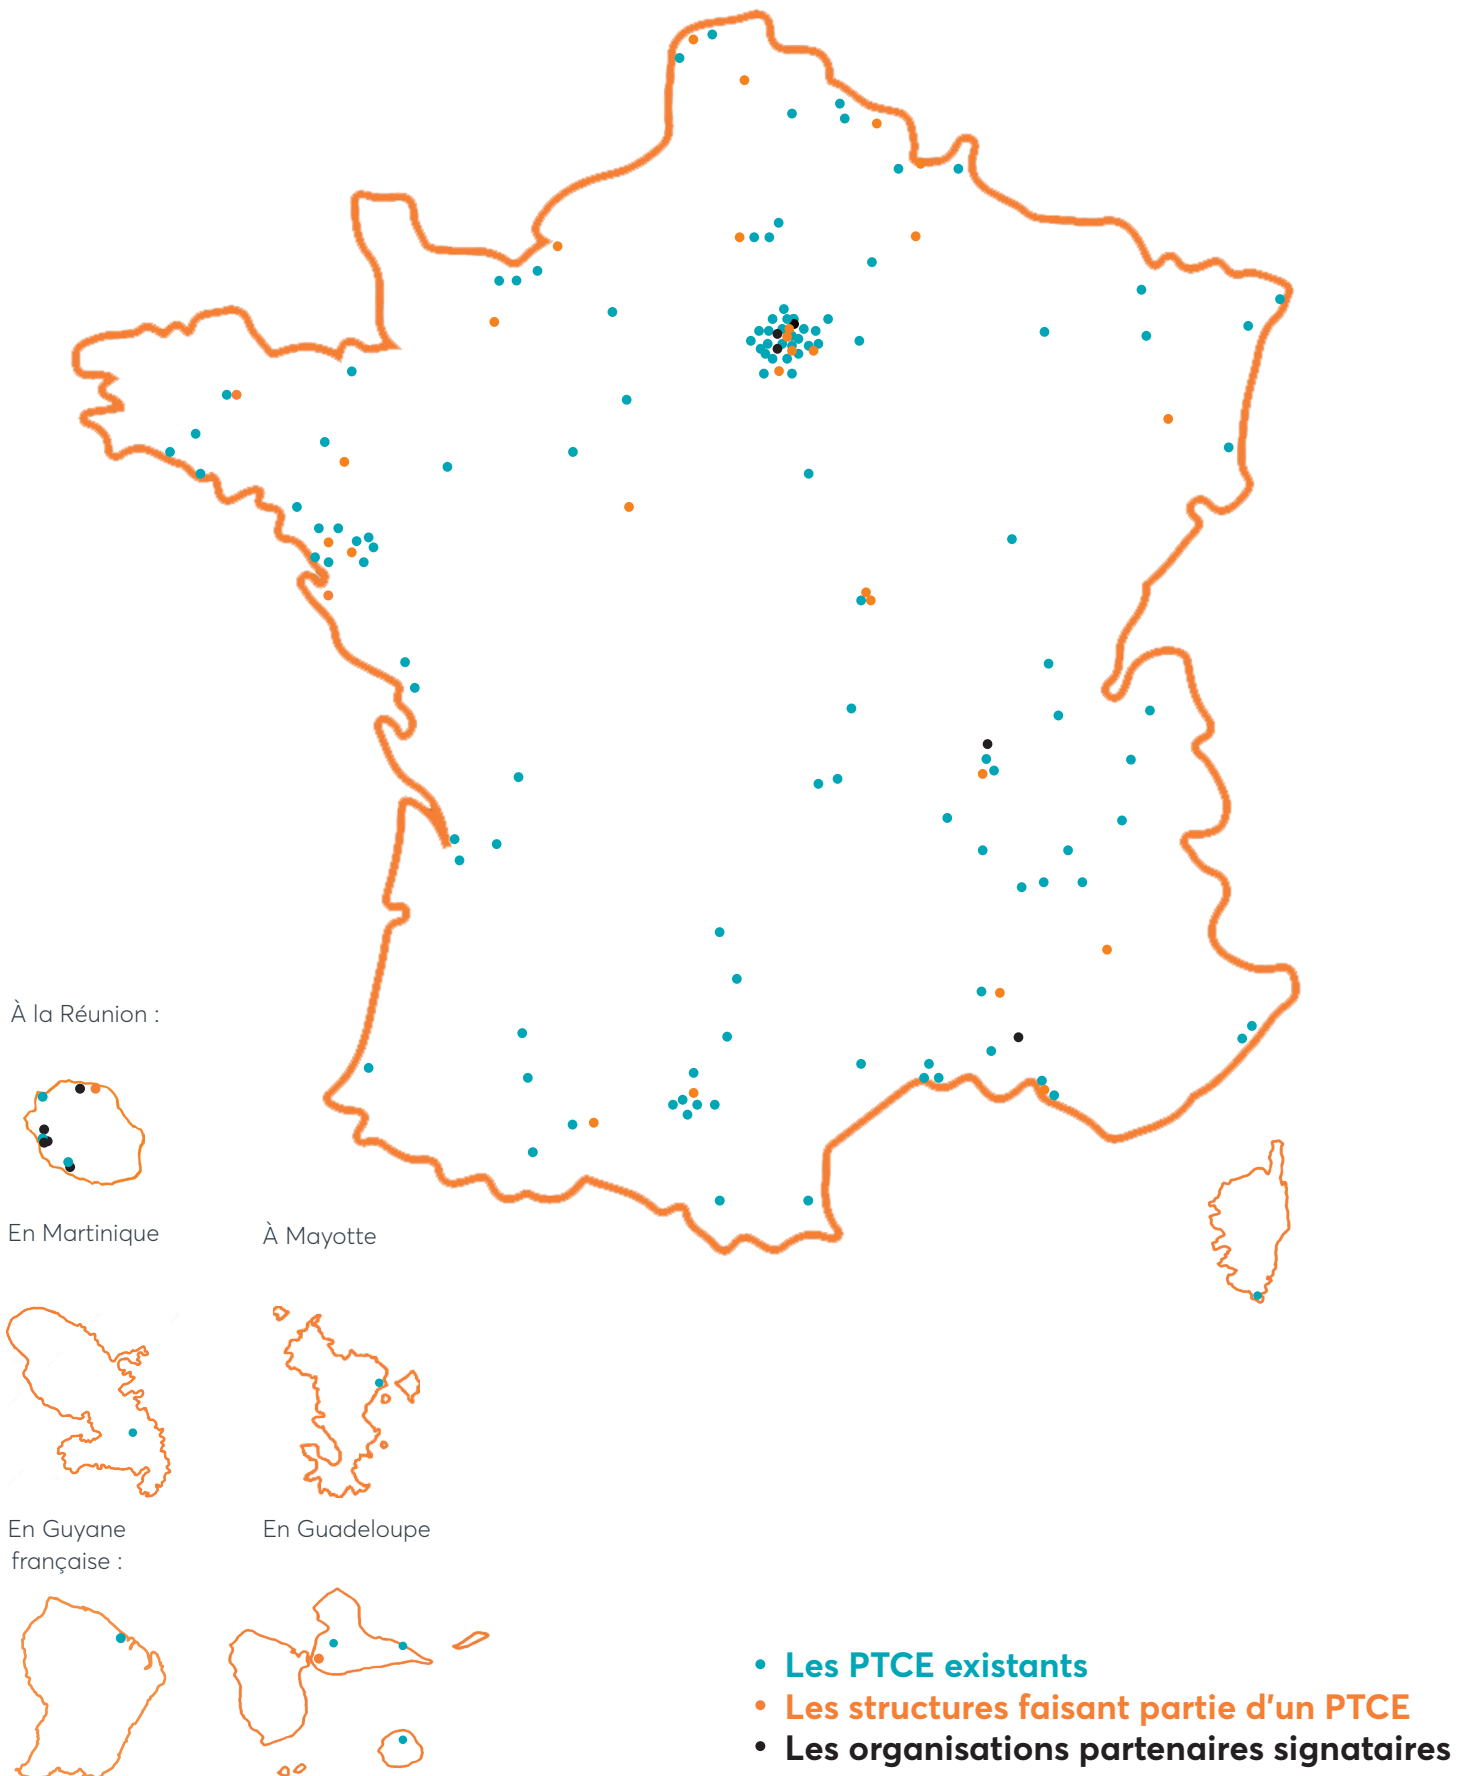 À la Réunion :
En Martinique
À Mayotte
En Guyane
française :
En Guadeloupe
• Les PTCE existants
• Les structures faisant partie d'un PTCE
• Les organisations partenaires signataires